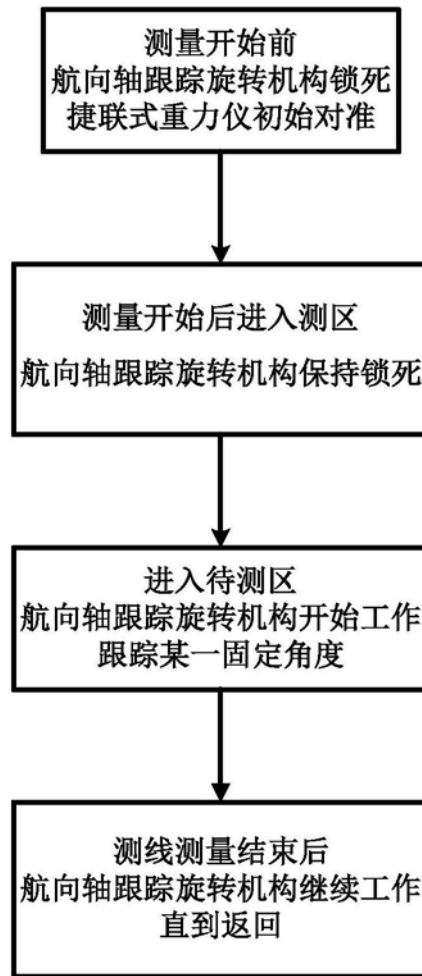 测量开始前
航向轴跟踪旋转机构锁死
捷联式重力仪初始对准
测量开始后进入测区
航向轴跟踪旋转机构保持锁死
进入待测区
航向轴跟踪旋转机构开始工作
跟踪某一固定角度
测线测量结束后
航向轴跟踪旋转机构继续工作
直到返回